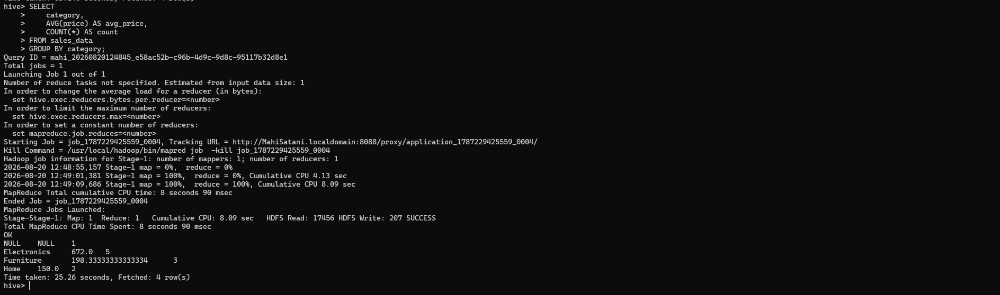 hive> SELECT
    >     category,
    >     AVG(price) AS avg_price,
    >     COUNT(*) AS count
    > FROM sales_data
    > GROUP BY category;
Query ID = mahi_20260820124845_e58ac52b-c96b-4d9c-9d8c-95117b32d8e1
Total jobs = 1
Launching Job 1 out of 1
Number of reduce tasks not specified. Estimated from input data size: 1
In order to change the average load for a reducer (in bytes):
  set hive.exec.reducers.bytes.per.reducer=<number>
In order to limit the maximum number of reducers:
  set hive.exec.reducers.max=<number>
In order to set a constant number of reducers:
  set mapreduce.job.reduces=<number>
Starting Job = job_1787229425559_0004, Tracking URL = http://MahiSatani.localdomain:8088/proxy/application_1787229425559_0004/
Kill Command = /usr/local/hadoop/bin/mapred job  -kill job_1787229425559_0004
Hadoop job information for Stage-1: number of mappers: 1; number of reducers: 1
2026-08-20 12:48:55,157 Stage-1 map = 0%,  reduce = 0%
2026-08-20 12:49:01,381 Stage-1 map = 100%,  reduce = 0%, Cumulative CPU 4.13 sec
2026-08-20 12:49:09,686 Stage-1 map = 100%,  reduce = 100%, Cumulative CPU 8.09 sec
MapReduce Total cumulative CPU time: 8 seconds 90 msec
Ended Job = job_1787229425559_0004
MapReduce Jobs Launched:
Stage-Stage-1: Map: 1  Reduce: 1   Cumulative CPU: 8.09 sec   HDFS Read: 17456 HDFS Write: 207 SUCCESS
Total MapReduce CPU Time Spent: 8 seconds 90 msec
OK
NULL    NULL    1
Electronics     672.0   5
Furniture       198.33333333333334      3
Home    150.0   2
Time taken: 25.26 seconds, Fetched: 4 row(s)
hive>